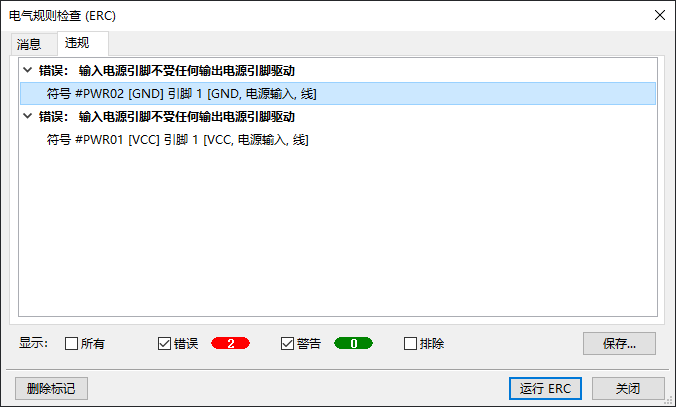 电气规则检查 (ERC)
消息 违规
错误： 输入电源引脚不受任何输出电源引脚驱动
符号 #PWR02 [GND] 引脚 1 [GND, 电源输入, 线]
错误： 输入电源引脚不受任何输出电源引脚驱动
符号 #PWR01 [VCC] 引脚 1 [VCC, 电源输入, 线]
显示: 所有 错误 2 警告 0 排除 保存...
删除标记 运行 ERC 关闭